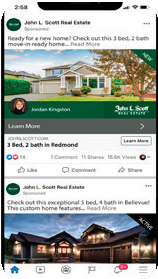 2:58
John L. Scott Real Estate
Sponsored
Ready for a new home? Check out this 3 bed, 2 bath move-in ready home... Read More
NEW
Jordan Kingston
John L. Scott
REAL ESTATE
Learn More
JOHNLSCOTT.COM
3 Bed, 2 bath in Redmond
Learn More
14
1 Comment 11 Shares 18.6K Views
Like
Comment
Share
John L. Scott Real Estate
Sponsored
Check out this exceptional 5 bed, 4 bath in Bellevue! This custom home features... Read More
ACTIVE